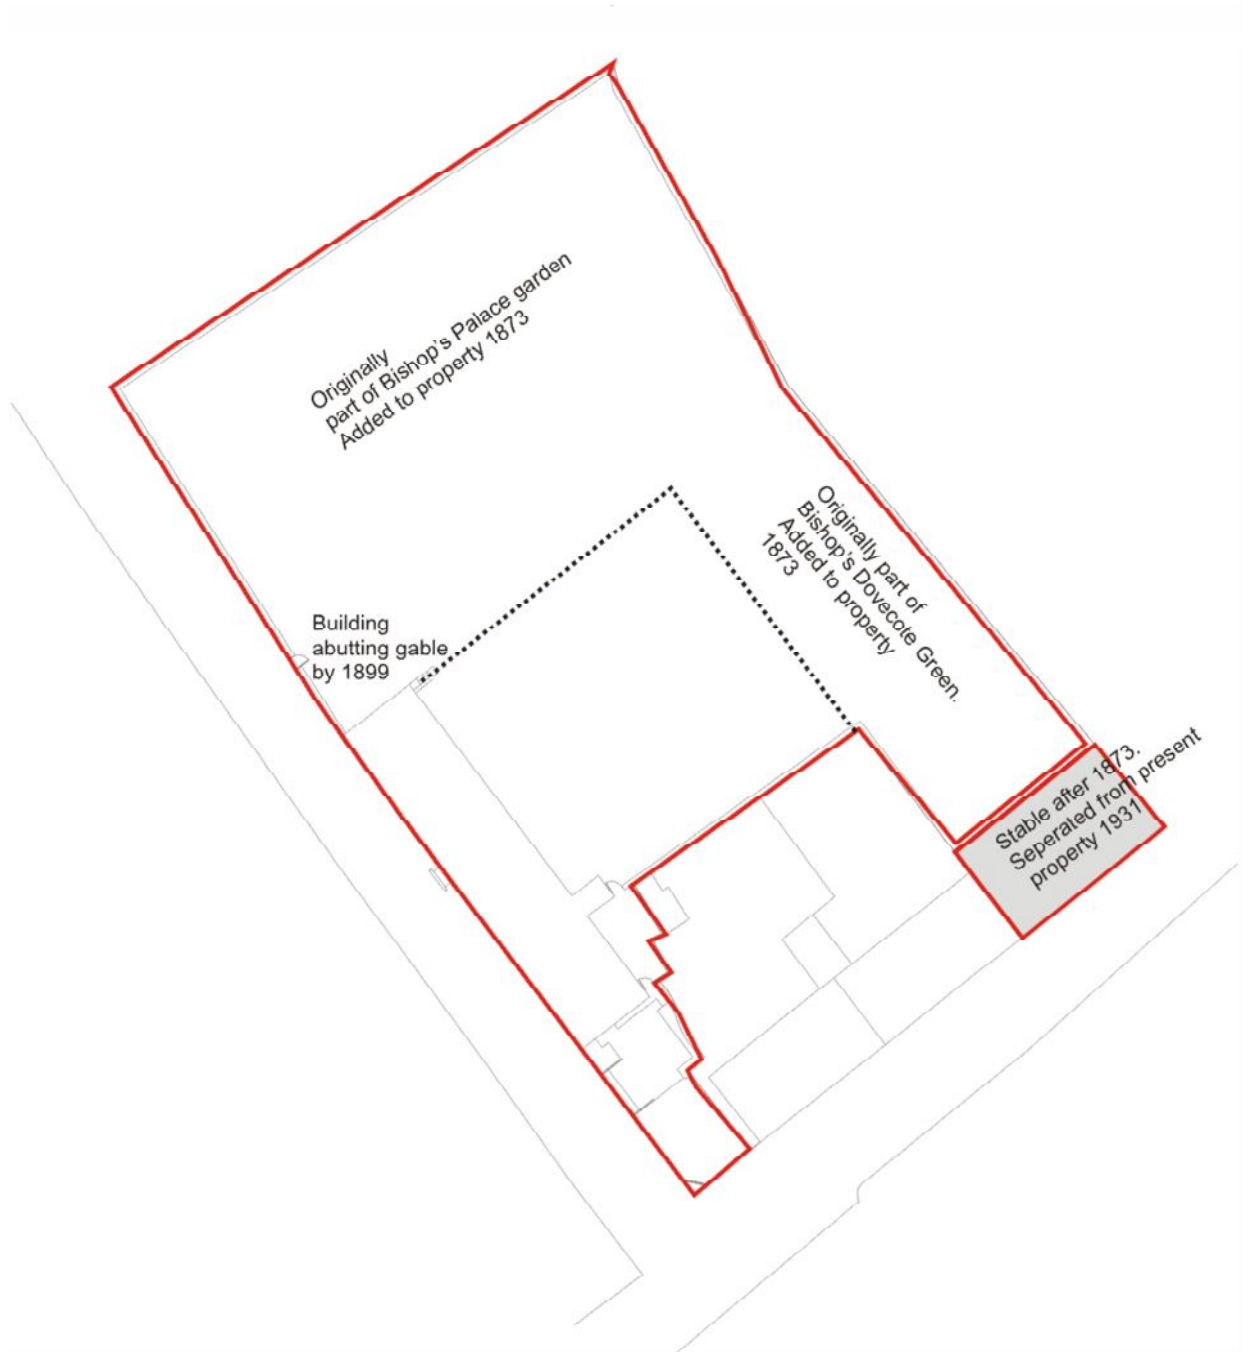 Originally
part of Bishop's Palace garden
Added to property 1873
Originally part of
Bishop's Dovecote Green.
Added to property
1873
Building
abutting gable
by 1899
Stable after 1873.
Seperated from present
property 1931